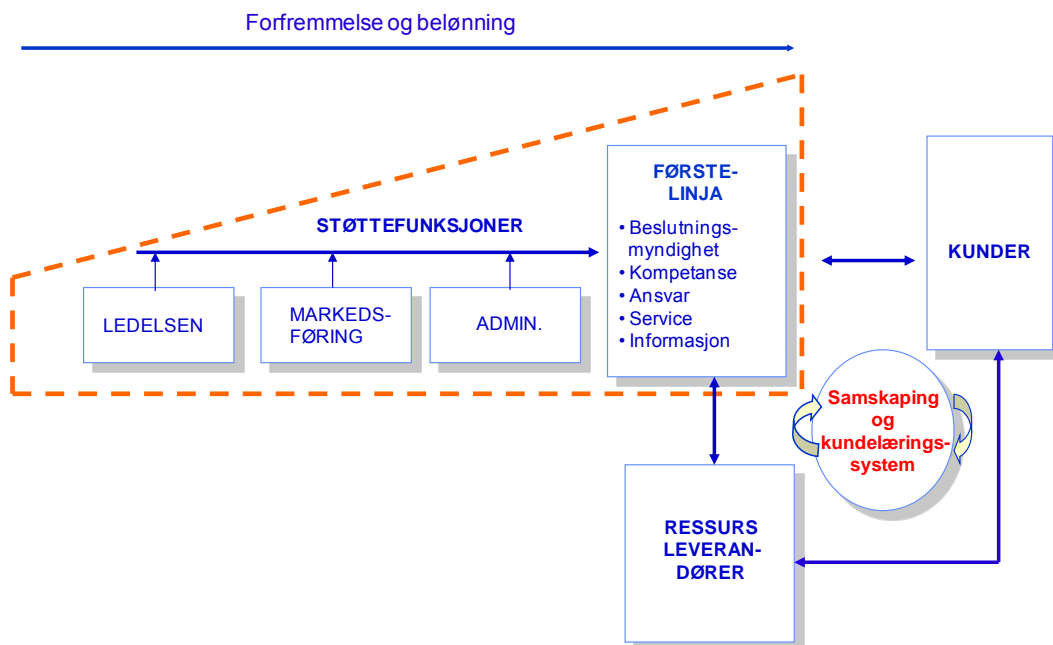 Forfremmelse og belønning
STØTTEFUNKSJONER
LEDELSEN
MARKEDS-
FØRING
ADMIN.
FØRSTE-
LINJA
• Beslutnings-
myndighet
• Kompetanse
• Ansvar
• Service
• Informasjon
KUNDER
Samskaping
og
kundelærings-
system
RESSURS
LEVERAN-
DØRER